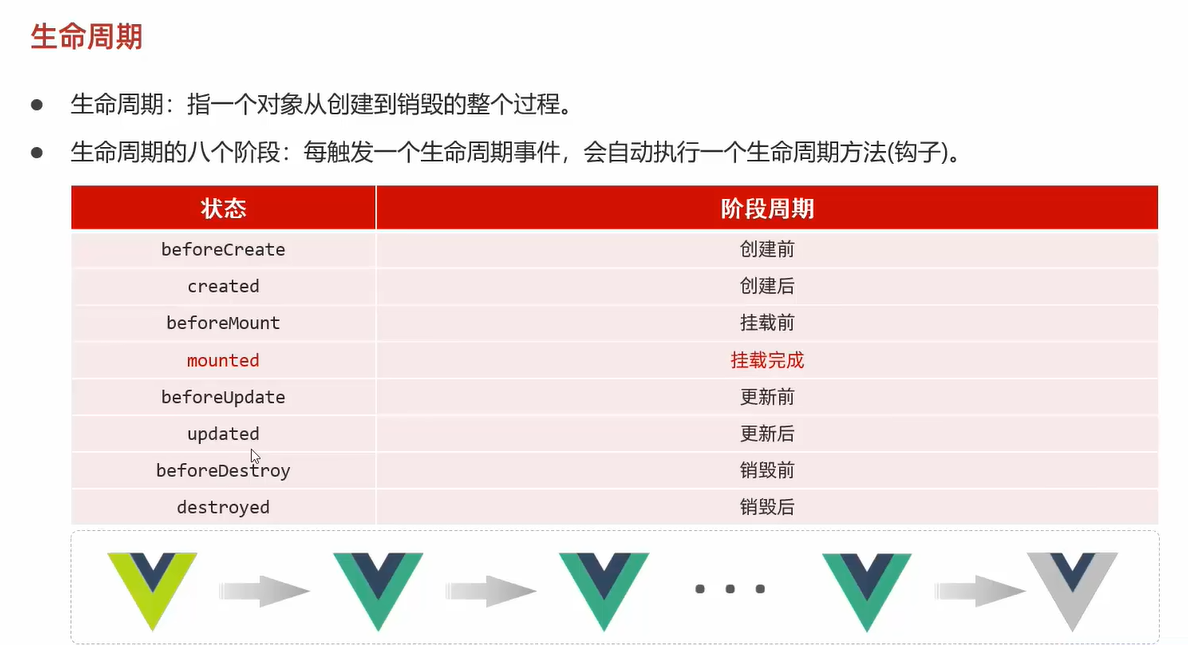 生命周期
生命周期：指一个对象从创建到销毁的整个过程。
生命周期的八个阶段：每触发一个生命周期事件，会自动执行一个生命周期方法(钩子)。
状态 阶段周期
beforeCreate 创建前
created 创建后
beforeMount 挂载前
mounted 挂载完成
beforeUpdate 更新前
updated 更新后
beforeDestroy 销毁前
destroyed 销毁后